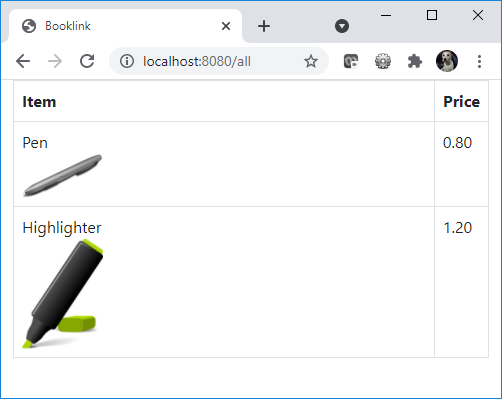 Booklink
localhost:8080/all
Item Price
Pen 0.80
Highlighter 1.20